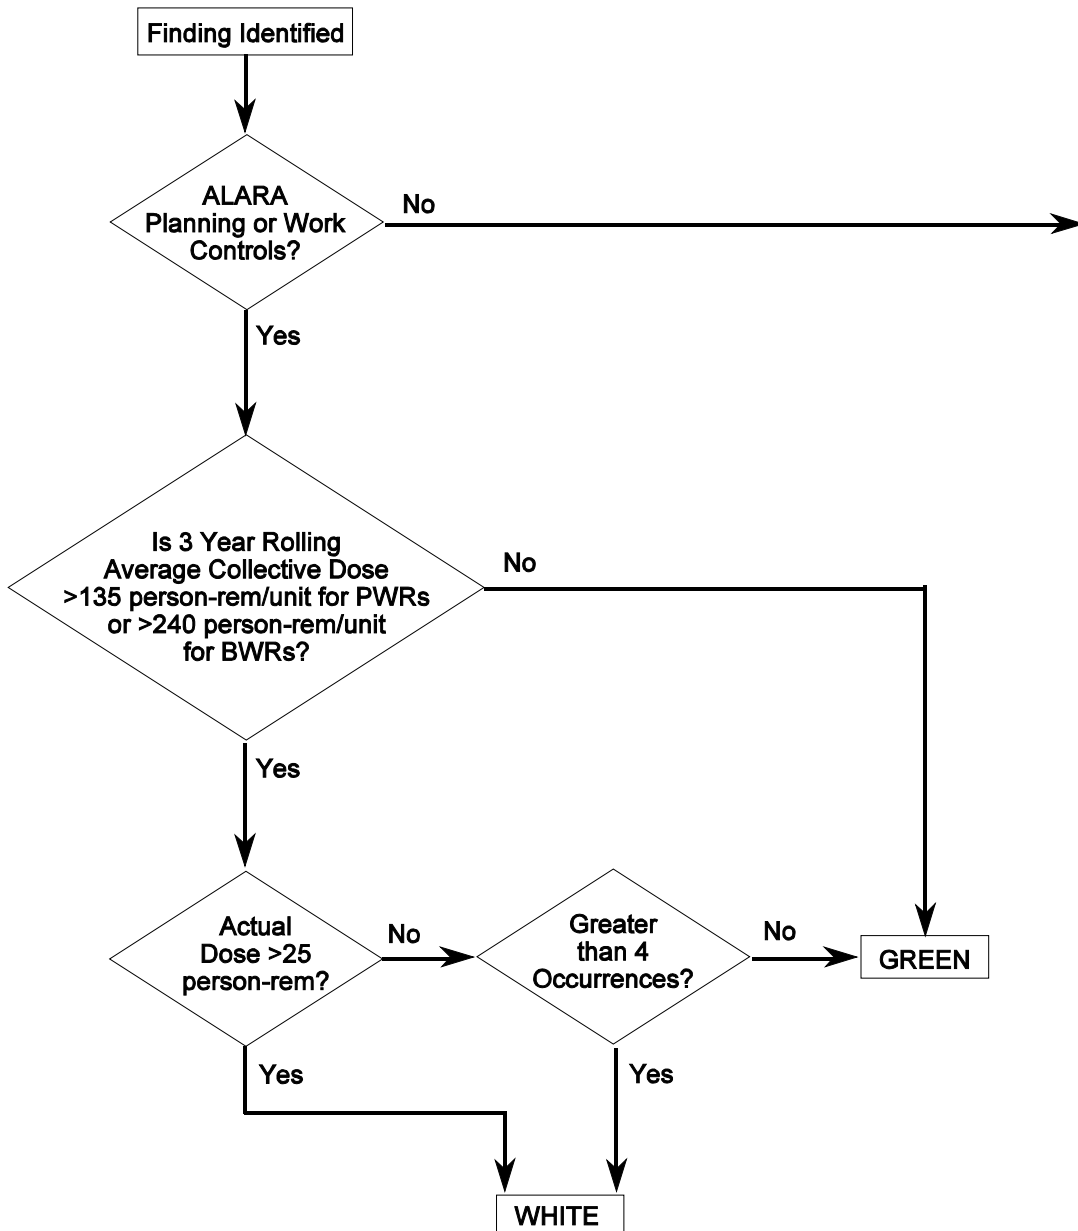 Finding Identified
ALARA
Planning or Work
Controls?
No
Yes
Is 3 Year Rolling
Average Collective Dose
>135 person-rem/unit for PWRs
or >240 person-rem/unit
for BWRs?
No
Yes
Actual
Dose >25
person-rem?
No
Greater
than 4
Occurrences?
No
GREEN
Yes
Yes
WHITE